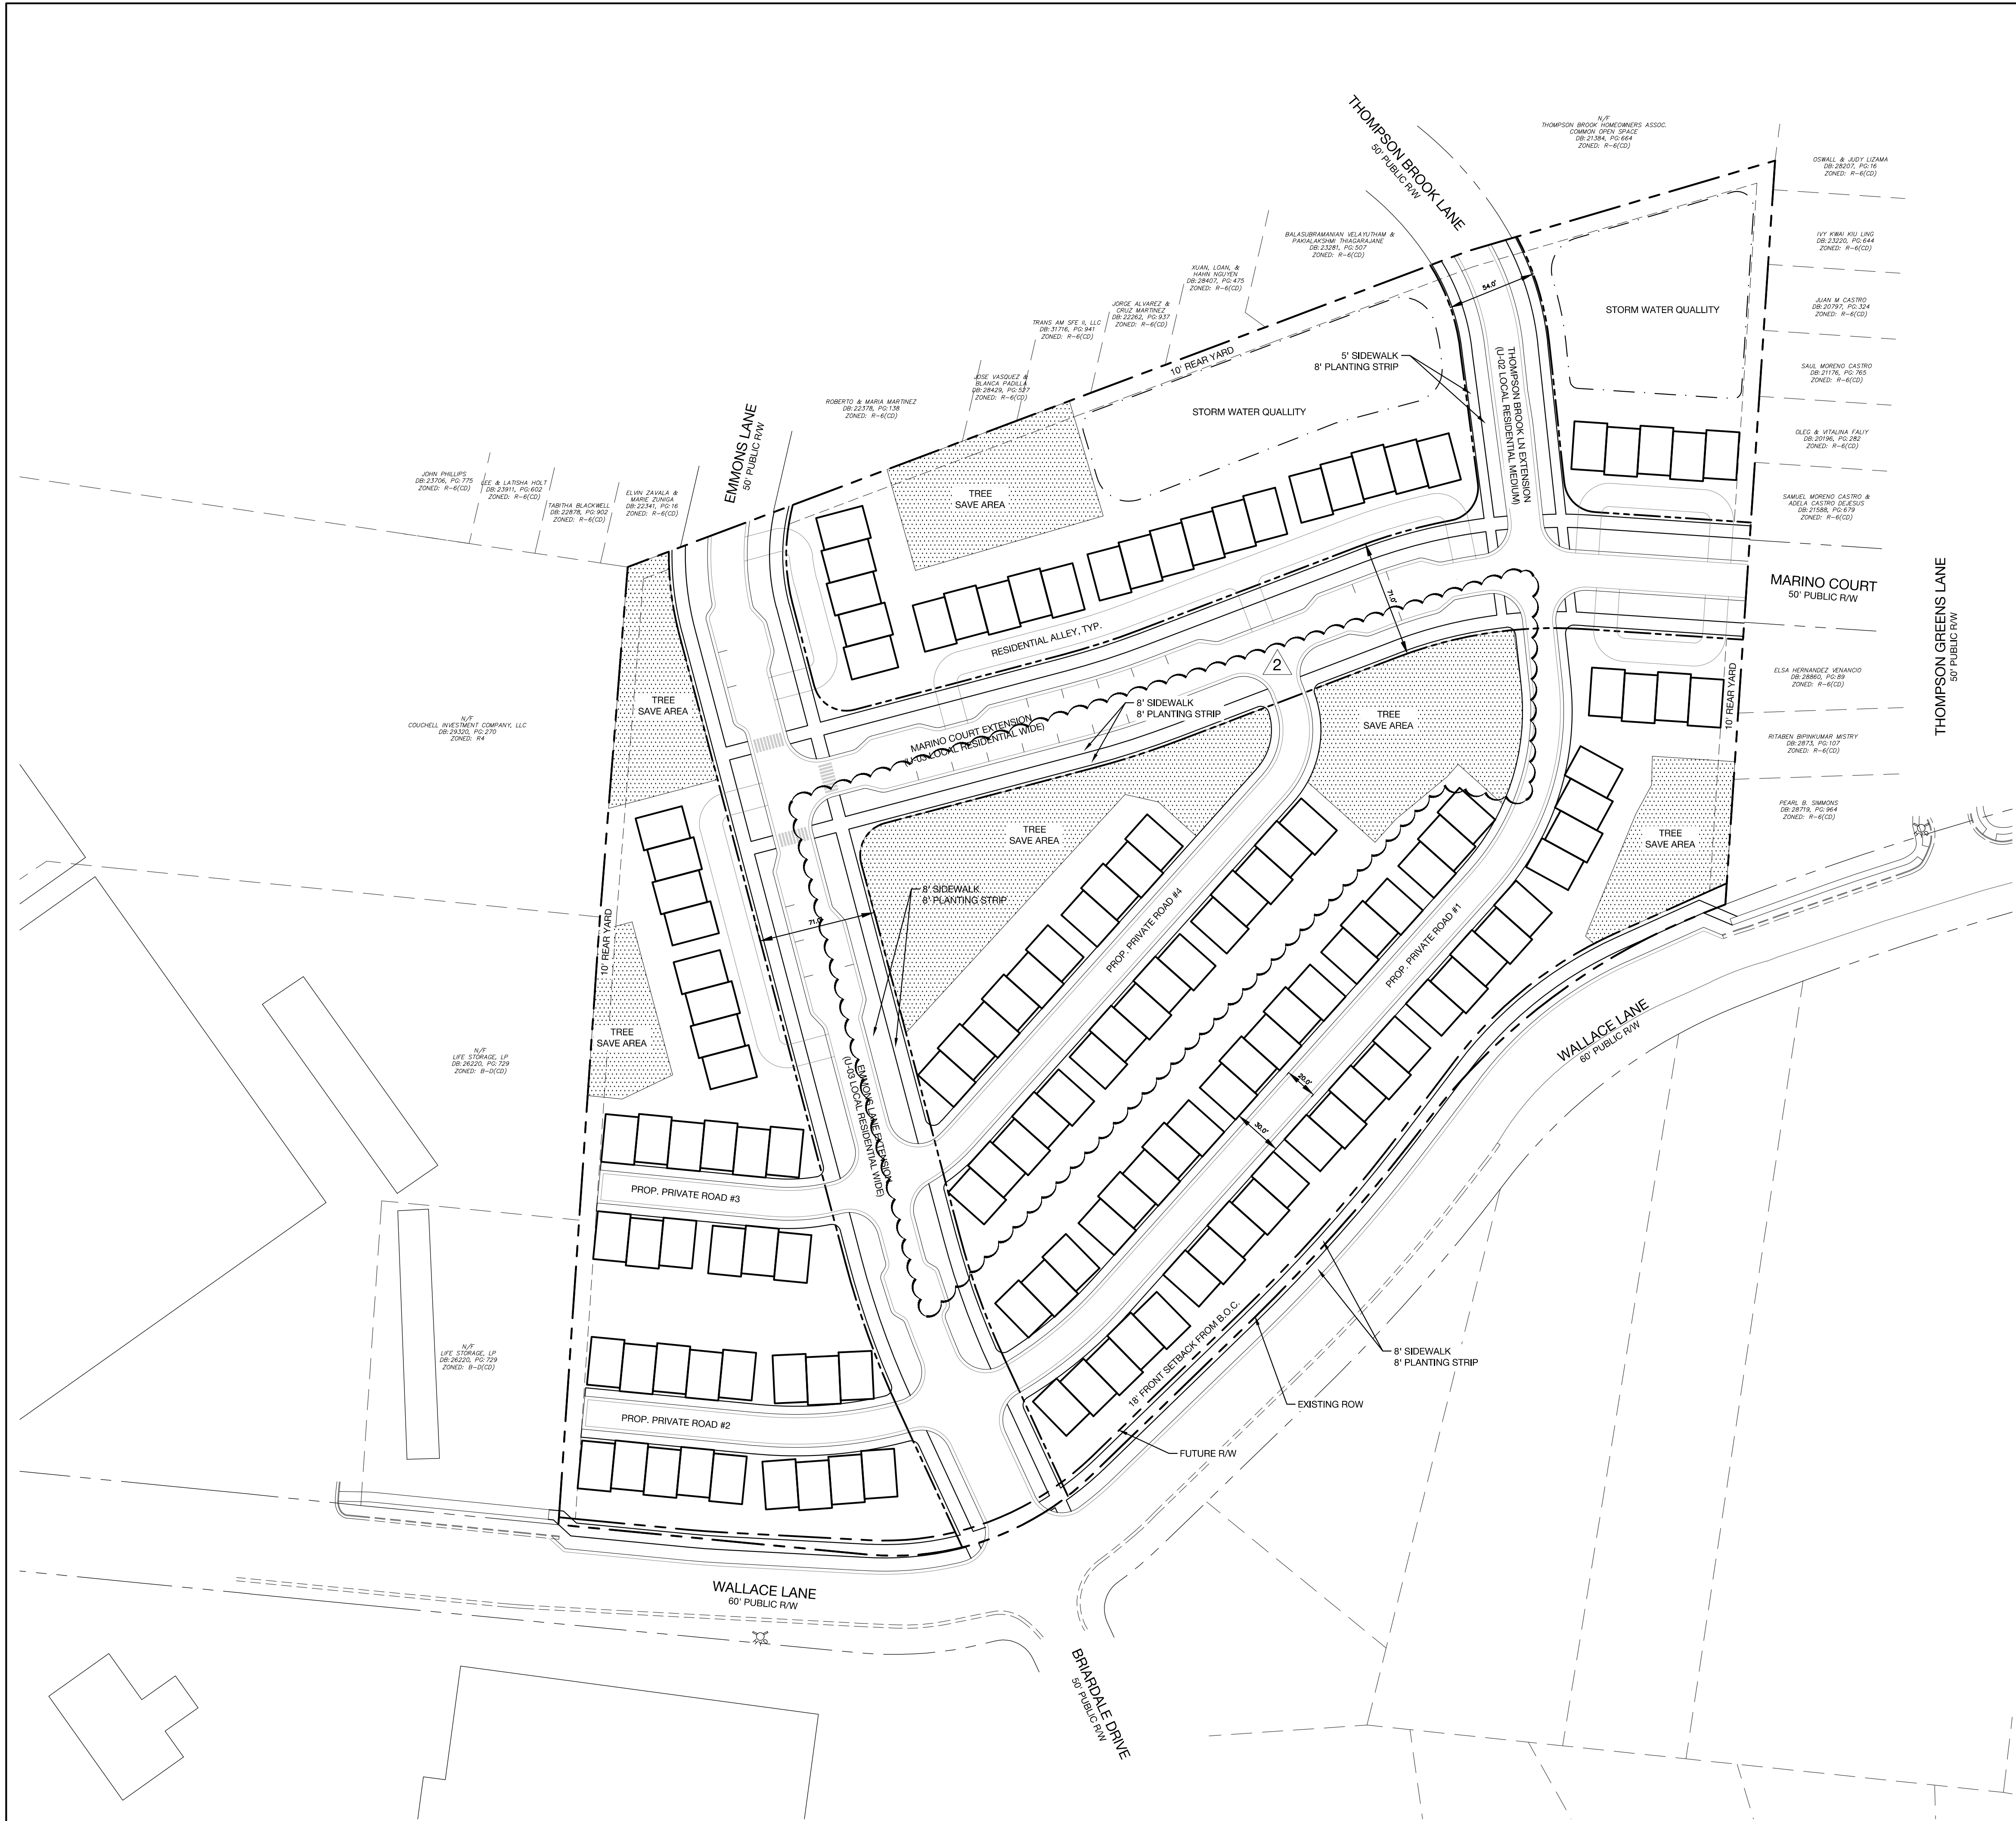 THOMPSON BROOK LANE
50' PUBLIC R/W
N/F
THOMPSON BROOK HOMEOWNERS ASSOC.
COMMON OPEN SPACE
DB:21384, PG:664
ZONED: R-6(CD)
OSWALL & JUDY LIZAMA
DB:28207, PG:16
ZONED: R-6(CD)
IVY KWAI KIU LING
DB:23220, PG:644
ZONED: R-6(CD)
JUAN M CASTRO
DB:20797, PG:324
ZONED: R-6(CD)
SAUL MORENO CASTRO
DB:21176, PG:765
ZONED: R-6(CD)
OLEG & VITALINA FALIY
DB:20196, PG:282
ZONED: R-6(CD)
SAMUEL MORENO CASTRO &
ADELA CASTRO DEJESUS
DB:21588, PG:679
ZONED: R-6(CD)
BALASUBRAMANIAN VELAYUTHAM &
PAKIALAKSHMI THIAGARAJANE
DB:23281, PG:507
ZONED: R-6(CD)
XUAN, LOAN, &
HAHN NGUYEN
DB:28407, PG:475
ZONED: R-6(CD)
JORGE ALVAREZ &
CRUZ MARTINEZ
DB:22262, PG:937
ZONED: R-6(CD)
TRANS AM SFE II, LLC
DB:31716, PG:941
ZONED: R-6(CD)
JOSE VASQUEZ &
BLANCA PADILLA
DB:28429, PG:527
ZONED: R-6(CD)
ROBERTO & MARIA MARTINEZ
DB:22378, PG:138
ZONED: R-6(CD)
EMMONS LANE
50' PUBLIC R/W
JOHN PHILLIPS
DB:23706, PG:775
ZONED: R-6(CD)
LEE & LATISHA HOLT
DB:23911, PG:602
ZONED: R-6(CD)
TABITHA BLACKWELL
DB:22878, PG:902
ZONED: R-6(CD)
ELVIN ZAVALA &
MARIE ZUNIGA
DB:22341, PG:16
ZONED: R-6(CD)
54.0'
STORM WATER QUALLITY
10' REAR YARD
STORM WATER QUALLITY
5' SIDEWALK
8' PLANTING STRIP
THOMPSON BROOK LN EXTENSION
(U-02 LOCAL RESIDENTIAL MEDIUM)
TREE
SAVE AREA
MARINO COURT
50' PUBLIC R/W
THOMPSON GREENS LANE
50' PUBLIC R/W
71.0'
RESIDENTIAL ALLEY, TYP.
2
ELSA HERNANDEZ VENANCIO
DB:28860, PG:89
ZONED: R-6(CD)
10' REAR YARD
RITABEN BIPINKUMAR MISTRY
DB:2873, PG:107
ZONED: R-6(CD)
PEARL B. SIMMONS
DB:28719, PG:964
ZONED: R-6(CD)
TREE
SAVE AREA
N/F
COUCHELL INVESTMENT COMPANY, LLC
DB:29320, PG:270
ZONED: R4
8' SIDEWALK
8' PLANTING STRIP
TREE
SAVE AREA
MARINO COURT EXTENSION
(U-03 LOCAL RESIDENTIAL WIDE)
TREE
SAVE AREA
TREE
SAVE AREA
8' SIDEWALK
8' PLANTING STRIP
71.0'
10' REAR YARD
PROP. PRIVATE ROAD #4
PROP. PRIVATE ROAD #1
TREE
SAVE AREA
WALLACE LANE
60' PUBLIC R/W
N/F
LIFE STORAGE, LP
DB:26220, PG:729
ZONED: B-D(CD)
EMMONS LANE EXTENSION
(U-03 LOCAL RESIDENTIAL WIDE)
20.0'
30.0'
PROP. PRIVATE ROAD #3
N/F
LIFE STORAGE, LP
DB:26220, PG:729
ZONED: B-D(CD)
18' FRONT SETBACK FROM B.O.C.
8' SIDEWALK
8' PLANTING STRIP
EXISTING ROW
PROP. PRIVATE ROAD #2
FUTURE R/W
WALLACE LANE
60' PUBLIC R/W
BRIARDALE DRIVE
50' PUBLIC R/W